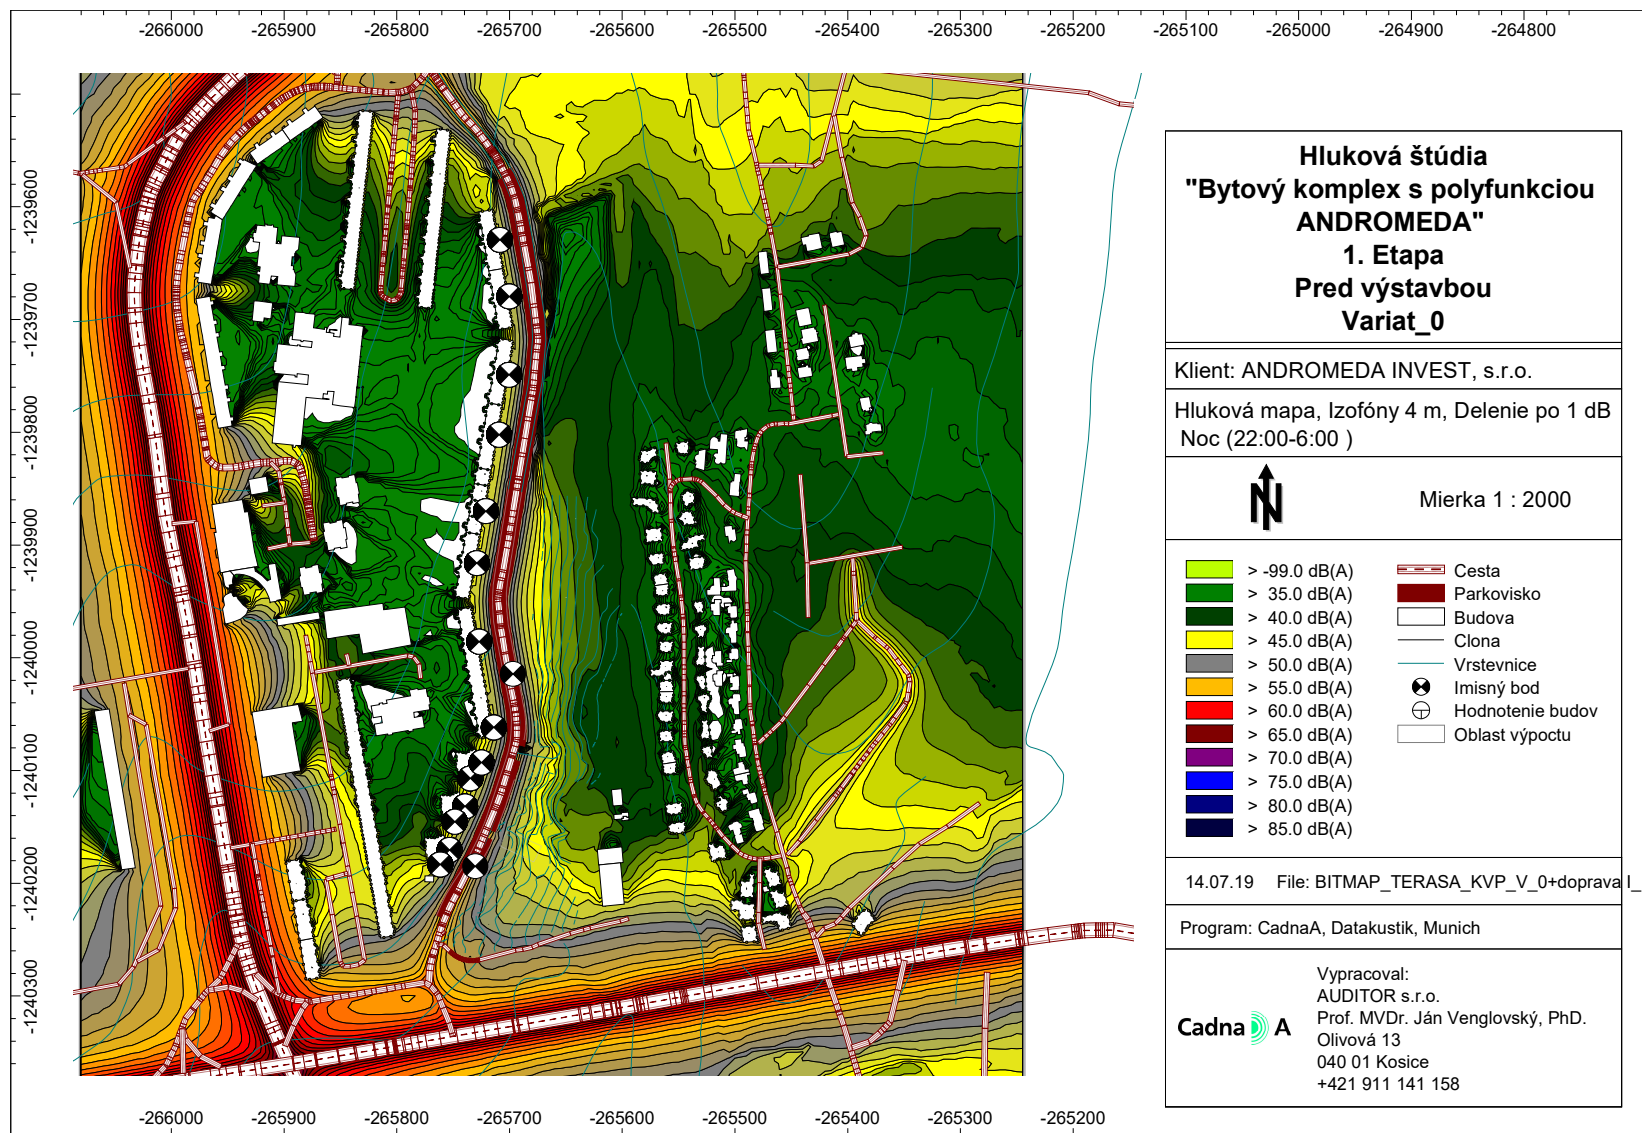 -266000 -265900 -265800 -265700 -265600 -265500 -265400 -265300 -265200 -265100 -265000 -264900 -264800
-1239600
-1239700
-1239800
-1239900
-1240000
-1240100
-1240200
-1240300
Hluková štúdia
"Bytový komplex s polyfunkciou
ANDROMEDA"
1. Etapa
Pred výstavbou
Variat_0
Klient: ANDROMEDA INVEST, s.r.o.
Hluková mapa, Izofóny 4 m, Delenie po 1 dB
Noc (22:00-6:00 )
N
Mierka 1 : 2000
> -99.0 dB(A)
> 35.0 dB(A)
> 40.0 dB(A)
> 45.0 dB(A)
> 50.0 dB(A)
> 55.0 dB(A)
> 60.0 dB(A)
> 65.0 dB(A)
> 70.0 dB(A)
> 75.0 dB(A)
> 80.0 dB(A)
> 85.0 dB(A)
Cesta
Parkovisko
Budova
Clona
Vrstevnice
Imisný bod
Hodnotenie budov
Oblast výpoctu
14.07.19 File: BITMAP_TERASA_KVP_V_0+doprava I_
Program: CadnaA, Datakustik, Munich
Cadna A
Vypracoval:
AUDITOR s.r.o.
Prof. MVDr. Ján Venglovský, PhD.
Olivová 13
040 01 Kosice
+421 911 141 158
-266000 -265900 -265800 -265700 -265600 -265500 -265400 -265300 -265200